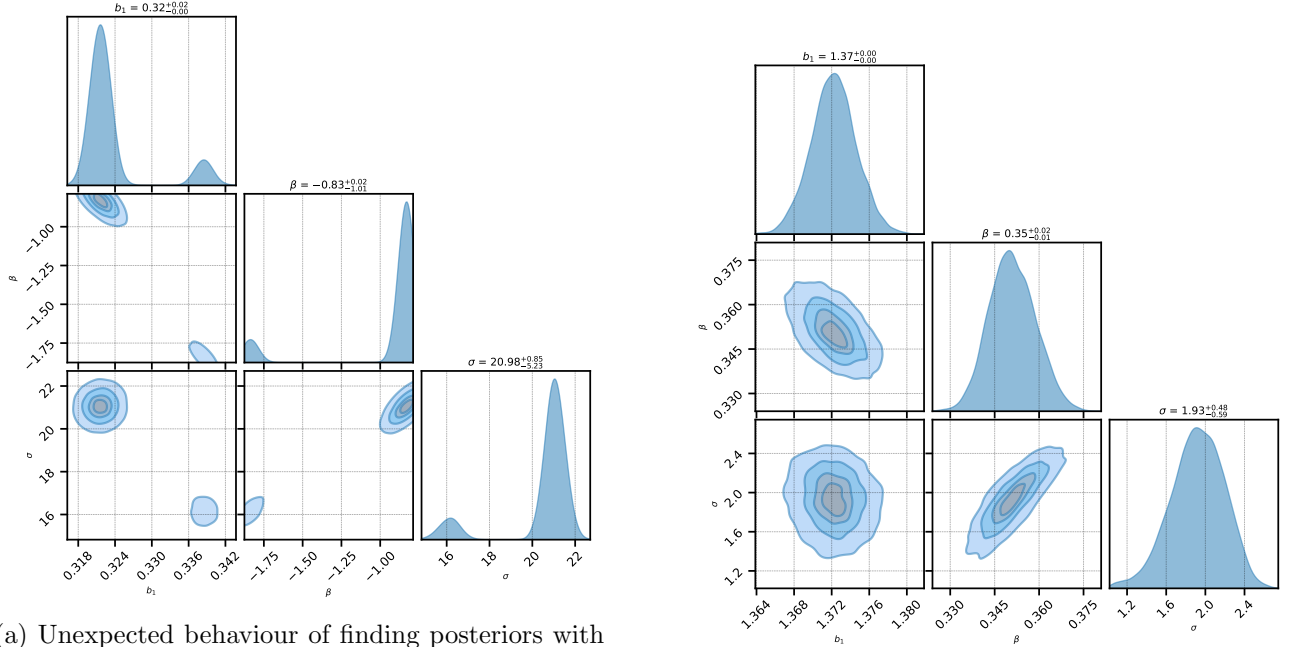 b₁ = 0.32^{+0.02}_{-0.00}
β = −0.83^{+0.02}_{-1.01}
β
−1.00
−1.25
−1.50
−1.75
σ = 20.98^{+0.85}_{-5.23}
σ
22
20
18
16
0.318 0.324 0.330 0.336 0.342
b₁
−1.75 −1.50 −1.25 −1.00
β
16 18 20 22
σ
(a) Unexpected behaviour of finding posteriors with
b₁ = 1.37^{+0.00}_{-0.00}
β = 0.35^{+0.02}_{-0.01}
β
0.375
0.360
0.345
0.330
σ = 1.93^{+0.48}_{-0.59}
σ
2.4
2.0
1.6
1.2
1.364 1.368 1.372 1.376 1.380
b₁
0.330 0.345 0.360 0.375
β
1.2 1.6 2.0 2.4
σ